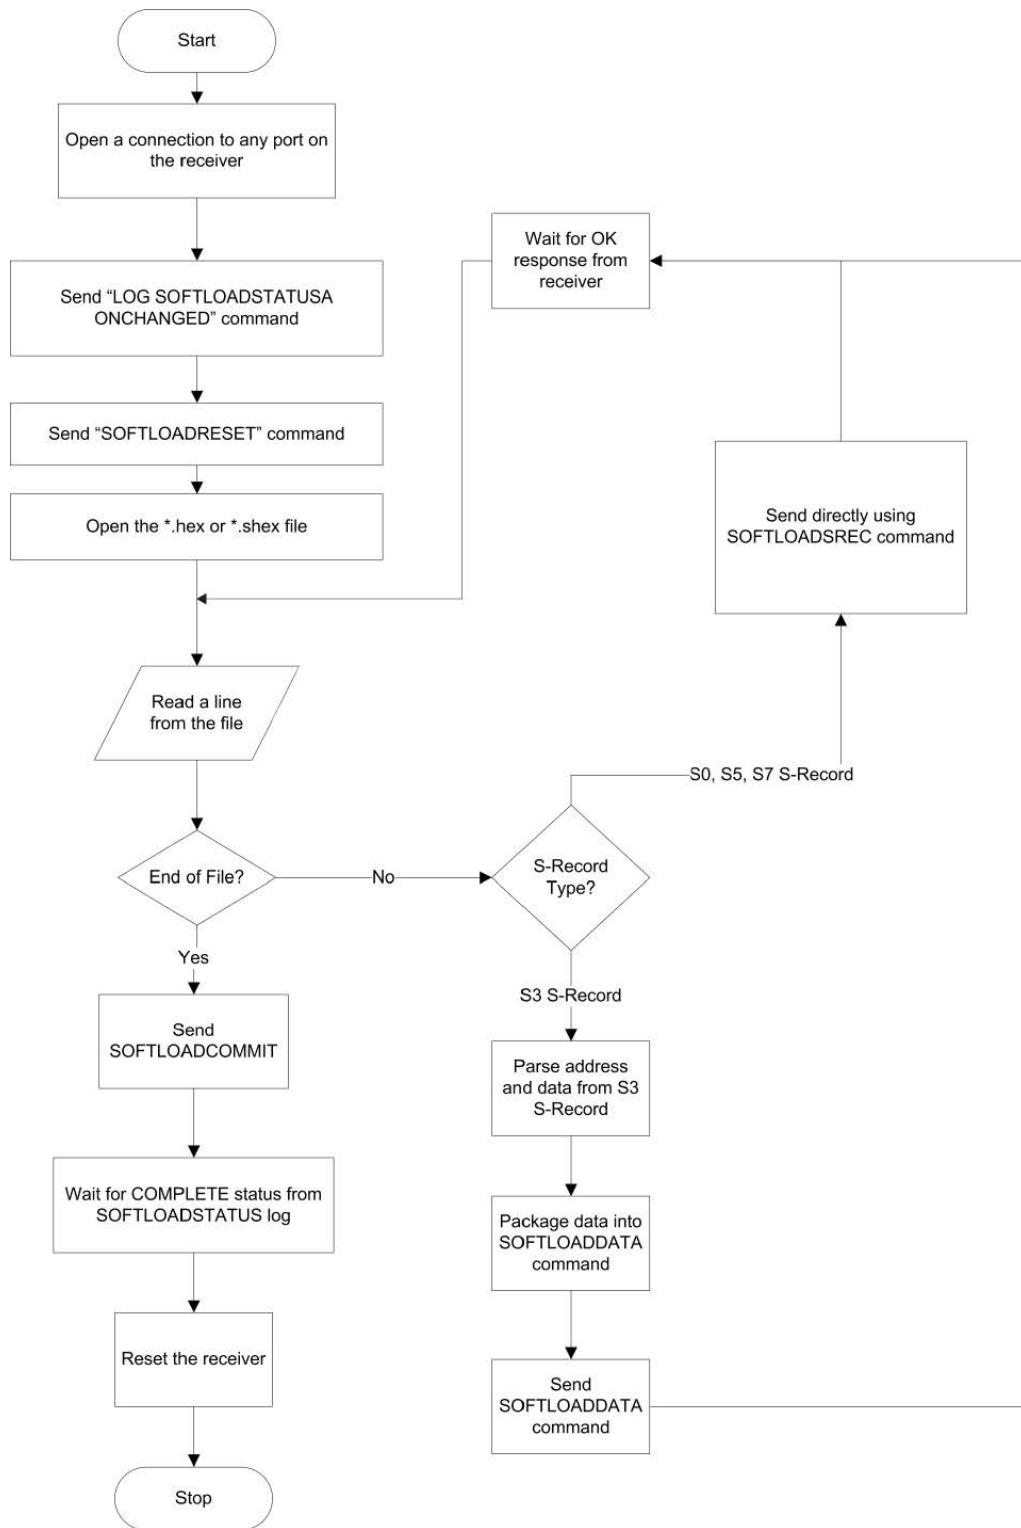 Start
Open a connection to any port on
the receiver
Send “LOG SOFTLOADSTATUSA
ONCHANGED” command
Send “SOFTLOADRESET” command
Open the *.hex or *.shex file
Read a line
from the file
End of File?
No
Yes
Send
SOFTLOADCOMMIT
Wait for COMPLETE status from
SOFTLOADSTATUS log
Reset the receiver
Stop
Wait for OK
response from
receiver
Send directly using
SOFTLOADSREC command
S0, S5, S7 S-Record
S-Record
Type?
S3 S-Record
Parse address
and data from S3
S-Record
Package data into
SOFTLOADDATA
command
Send
SOFTLOADDATA
command